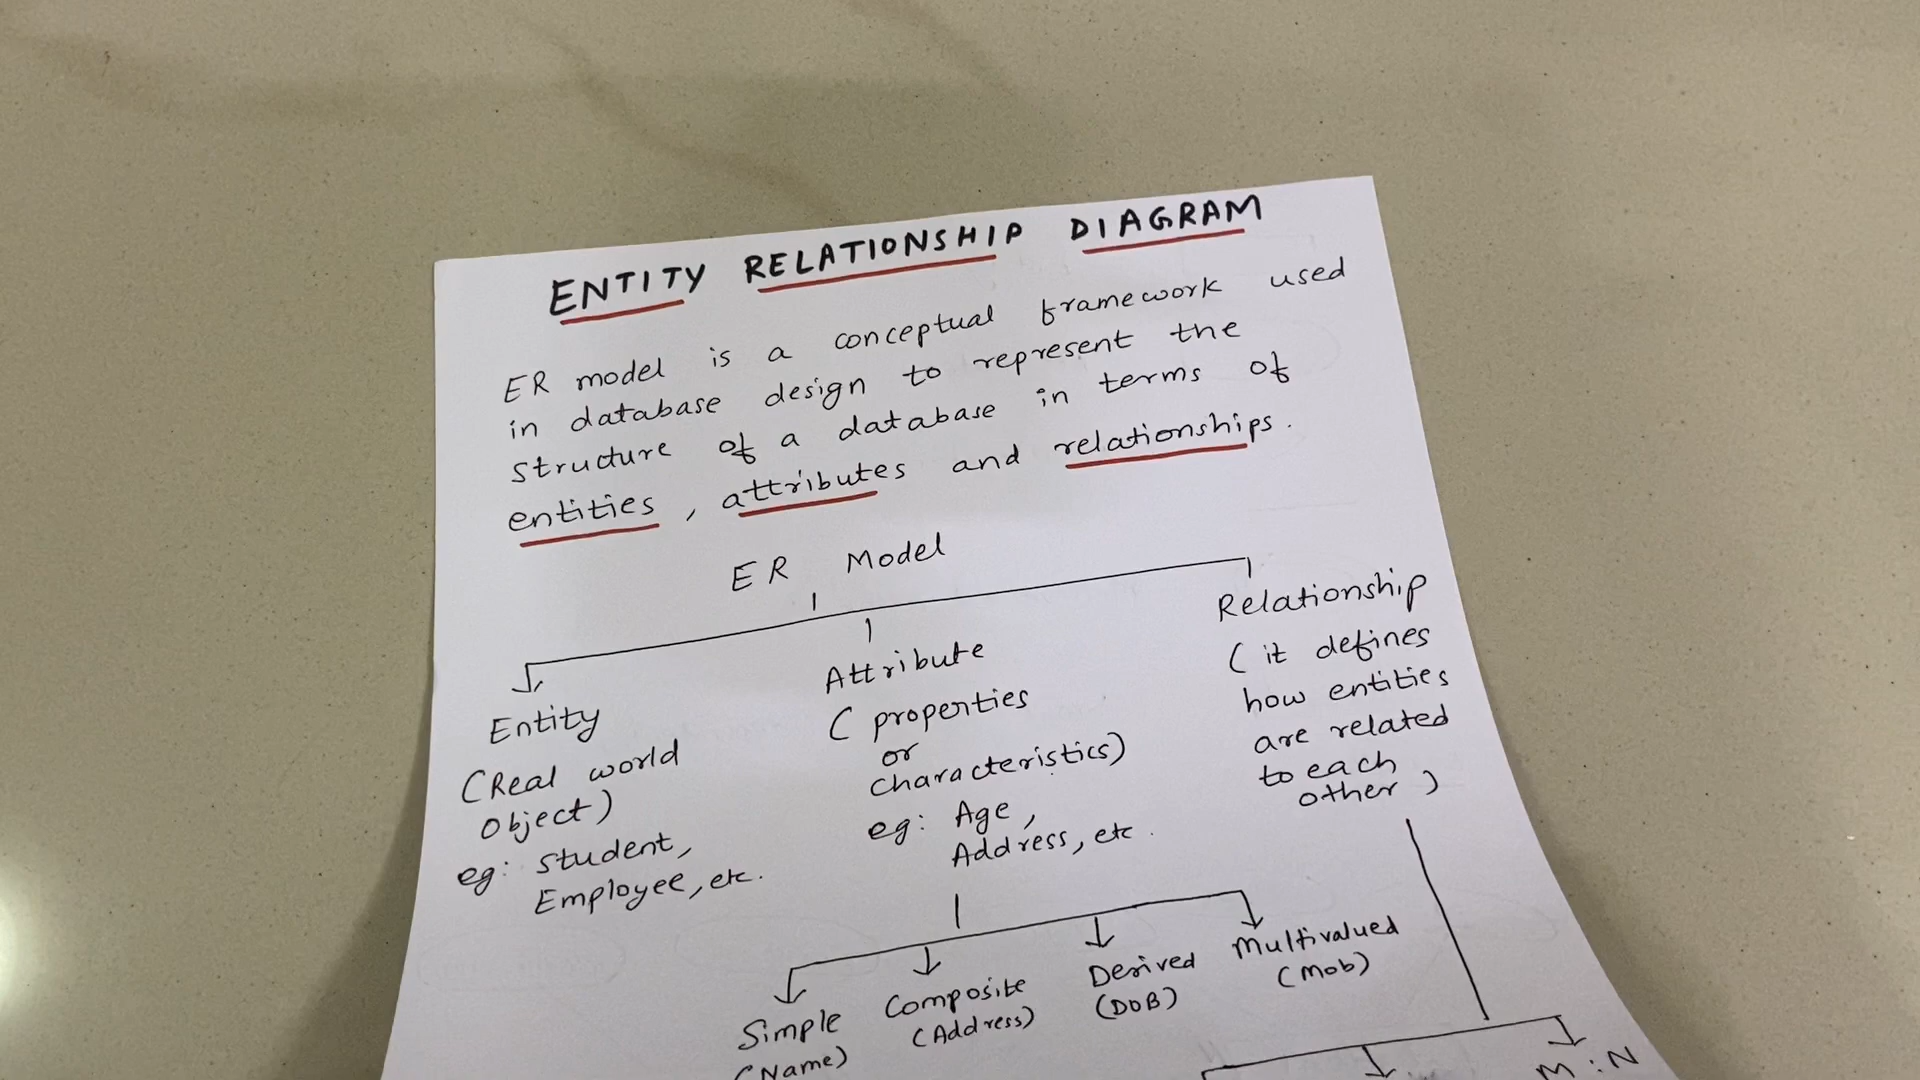 ENTITY RELATIONSHIP DIAGRAM
ER model is a conceptual framework used
in database design to represent the
structure of a database in terms of
entities, attributes and relationships.
ER Model
Entity
(Real world
object)
eg: student,
Employee, etc.
Attribute
( properties
or
characteristics)
eg: Age,
Address, etc.
Relationship
( it defines
how entities
are related
to each
other )
Simple
(Name)
Composite
(Address)
Derived
(DOB)
Multivalued
(Mob)
M : N